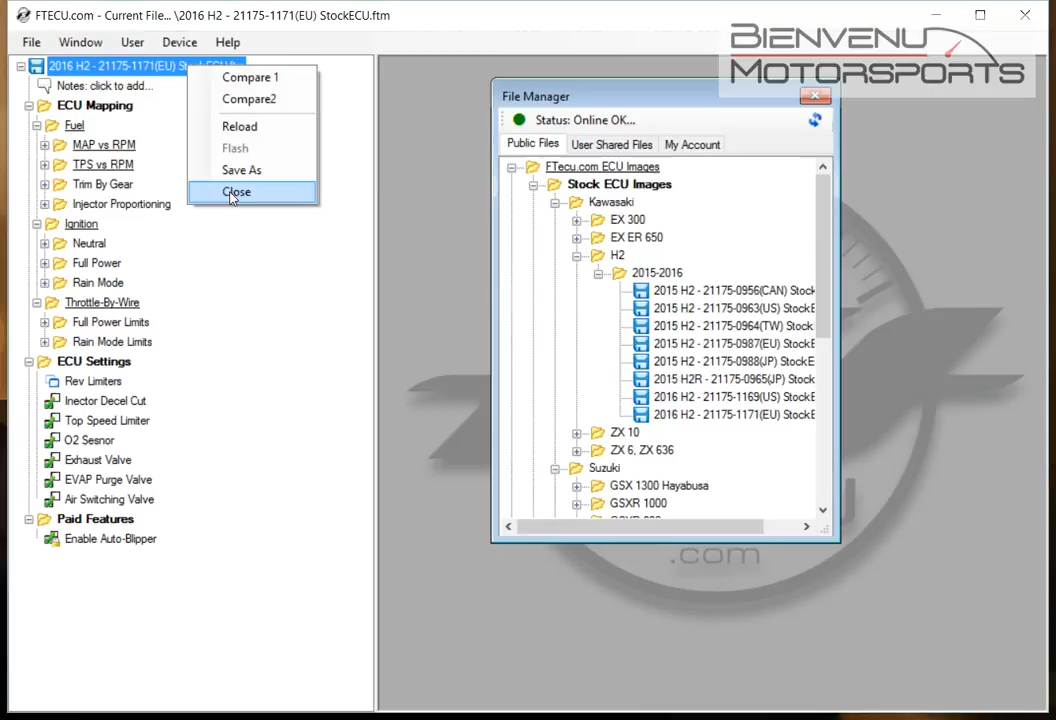 FTECU.com - Current File... \2016 H2 - 21175-1171(EU) StockECU.ftm
File Window User Device Help
BIENVENU
MOTORSPORTS
2016 H2 - 21175-1171(EU)
Notes: click to add...
ECU Mapping
Fuel
MAP vs RPM
TPS vs RPM
Trim By Gear
Injector Proportioning
Ignition
Neutral
Full Power
Rain Mode
Throttle-By-Wire
Full Power Limits
Rain Mode Limits
ECU Settings
Rev Limiters
Inector Decel Cut
Top Speed Limiter
O2 Sesnor
Exhaust Valve
EVAP Purge Valve
Air Switching Valve
Paid Features
Enable Auto-Blipper
Compare 1
Compare2
Reload
Flash
Save As
Close
File Manager
Status: Online OK...
Public Files User Shared Files My Account
FTecu.com ECU Images
Stock ECU Images
Kawasaki
EX 300
EX ER 650
H2
2015-2016
2015 H2 - 21175-0956(CAN) Stock
2015 H2 - 21175-0963(US) StockE
2015 H2 - 21175-0964(TW) Stock
2015 H2 - 21175-0987(EU) StockE
2015 H2 - 21175-0988(JP) StockE
2015 H2R - 21175-0965(JP) Stock
2016 H2 - 21175-1169(US) StockE
2016 H2 - 21175-1171(EU) StockE
ZX 10
ZX 6, ZX 636
Suzuki
GSX 1300 Hayabusa
GSXR 1000
.com